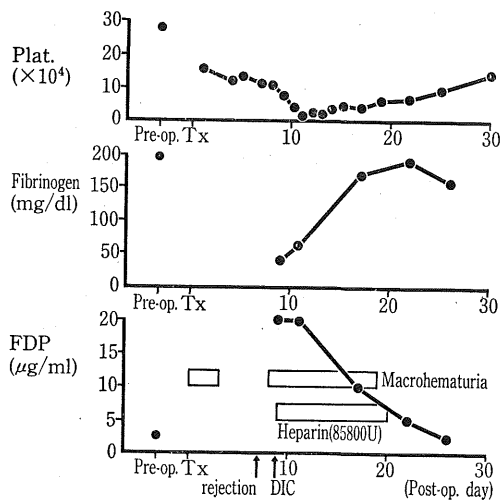 30
Plat.
20
(×10⁴)
10
0
Pre-op. Tx
10
20
30
200
Fibrinogen
150
(mg/dl)
100
50
0
Pre-op. Tx
10
20
30
20
FDP
15
(μg/ml)
10
Macrohematuria
5
Heparin(85800U)
0
Pre-op. Tx
10
20
30
rejection
DIC
(Post-op. day)